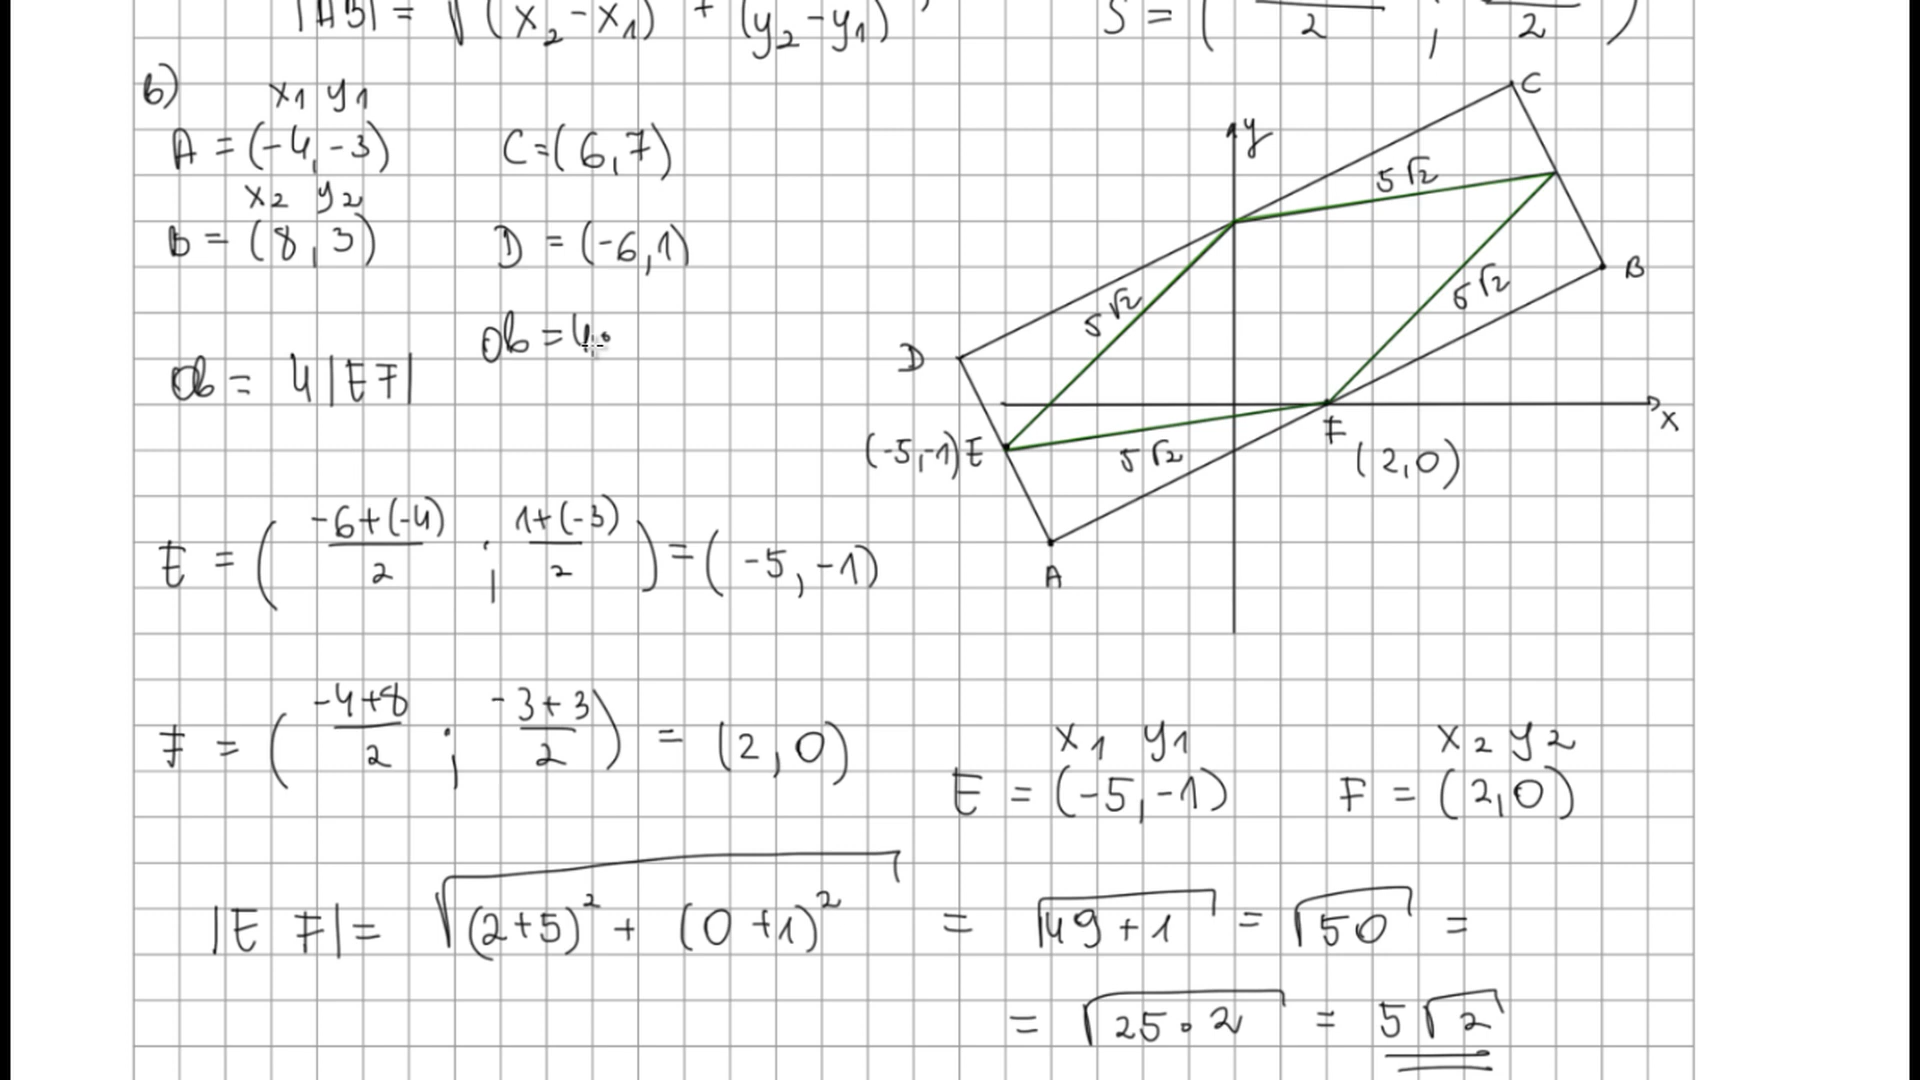 |AB| = √(x₂-x₁) + (y₂-y₁)
S = ( /2 ; /2 )
b)
x₁ y₁
A = (-4,-3)
C=(6,7)
x₂ y₂
B = (8,3)
D = (-6,1)
Ob = 4·
Ob = 4|EF|
E = ( (-6+(-4))/2 ; (1+(-3))/2 ) = (-5,-1)
F = ( (-4+8)/2 ; (-3+3)/2 ) = (2,0)
x₁ y₁
E = (-5,-1)
x₂ y₂
F = (2,0)
|E F| = √((2+5)² + (0+1)²) = √(49+1) = √50 =
= √(25·2) = 5√2
C
y
5√2
B
5√2
5√2
D
x
F
(2,0)
(-5,-1) E
5√2
A